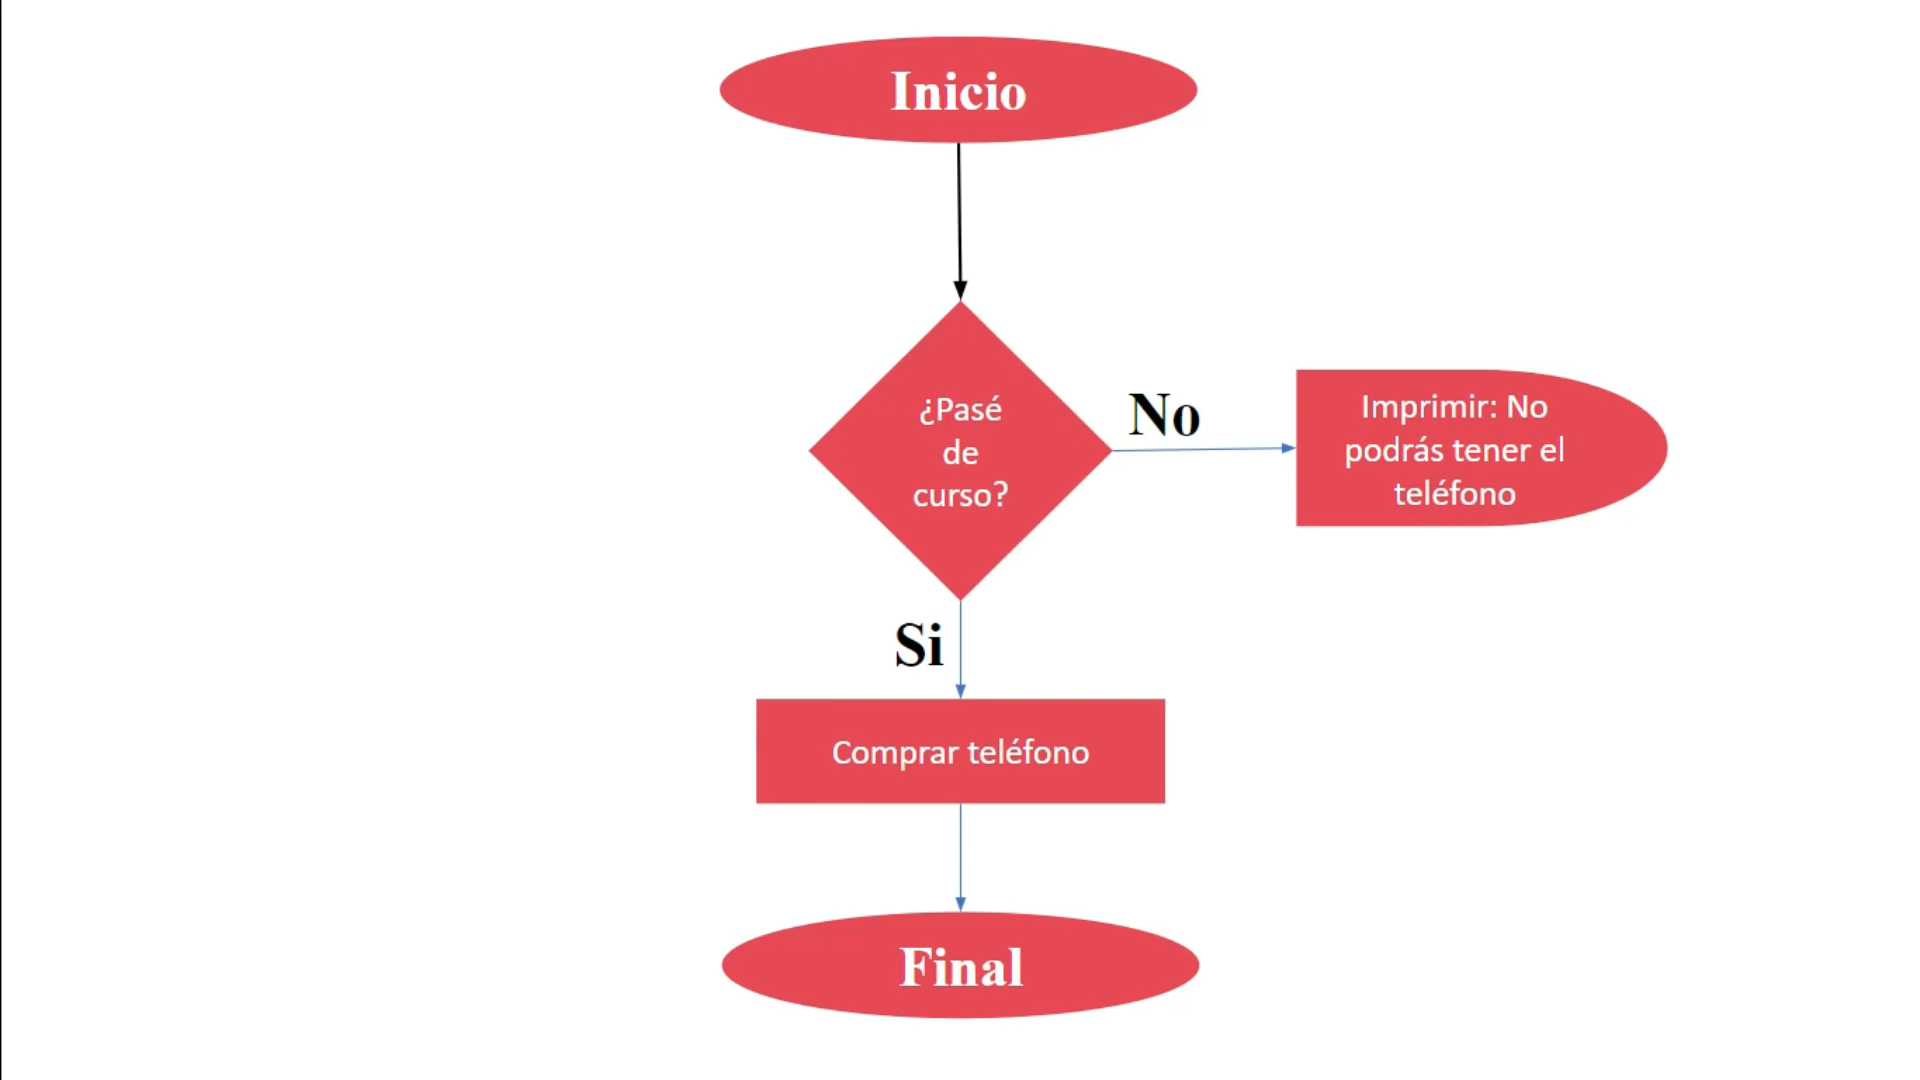 Inicio
¿Pasé
de
curso?
No
Imprimir: No
podrás tener el
teléfono
Si
Comprar teléfono
Final